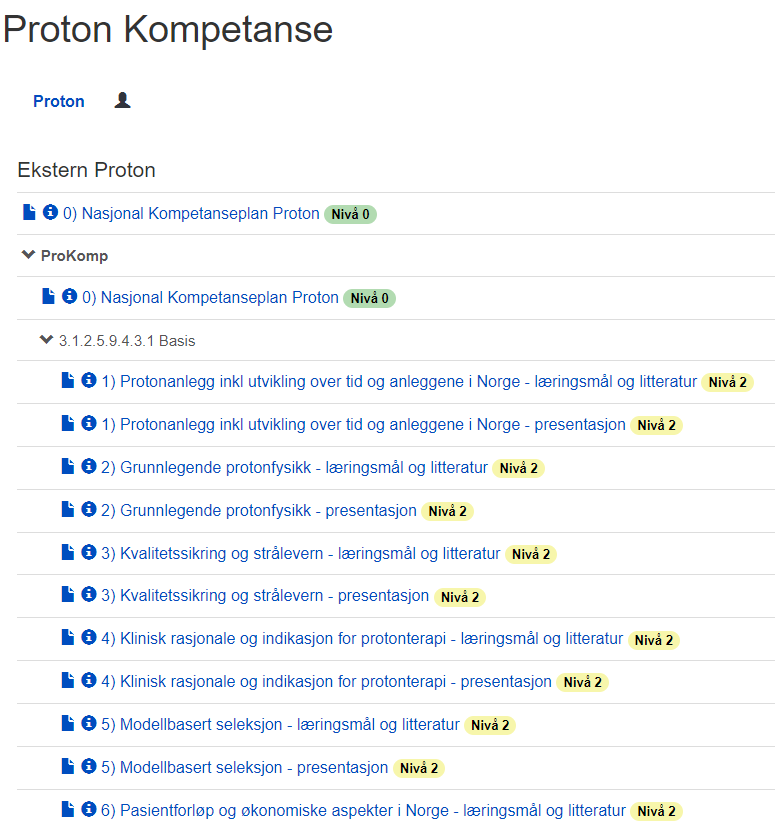 Proton Kompetanse
Proton
Ekstern Proton
0) Nasjonal Kompetanseplan Proton Nivå 0
ProKomp
0) Nasjonal Kompetanseplan Proton Nivå 0
3.1.2.5.9.4.3.1 Basis
1) Protonanlegg inkl utvikling over tid og anleggene i Norge - læringsmål og litteratur Nivå 2
1) Protonanlegg inkl utvikling over tid og anleggene i Norge - presentasjon Nivå 2
2) Grunnlegende protonfysikk - læringsmål og litteratur Nivå 2
2) Grunnlegende protonfysikk - presentasjon Nivå 2
3) Kvalitetssikring og strålevern - læringsmål og litteratur Nivå 2
3) Kvalitetssikring og strålevern - presentasjon Nivå 2
4) Klinisk rasjonale og indikasjon for protonterapi - læringsmål og litteratur Nivå 2
4) Klinisk rasjonale og indikasjon for protonterapi - presentasjon Nivå 2
5) Modellbasert seleksjon - læringsmål og litteratur Nivå 2
5) Modellbasert seleksjon - presentasjon Nivå 2
6) Pasientforløp og økonomiske aspekter i Norge - læringsmål og litteratur Nivå 2